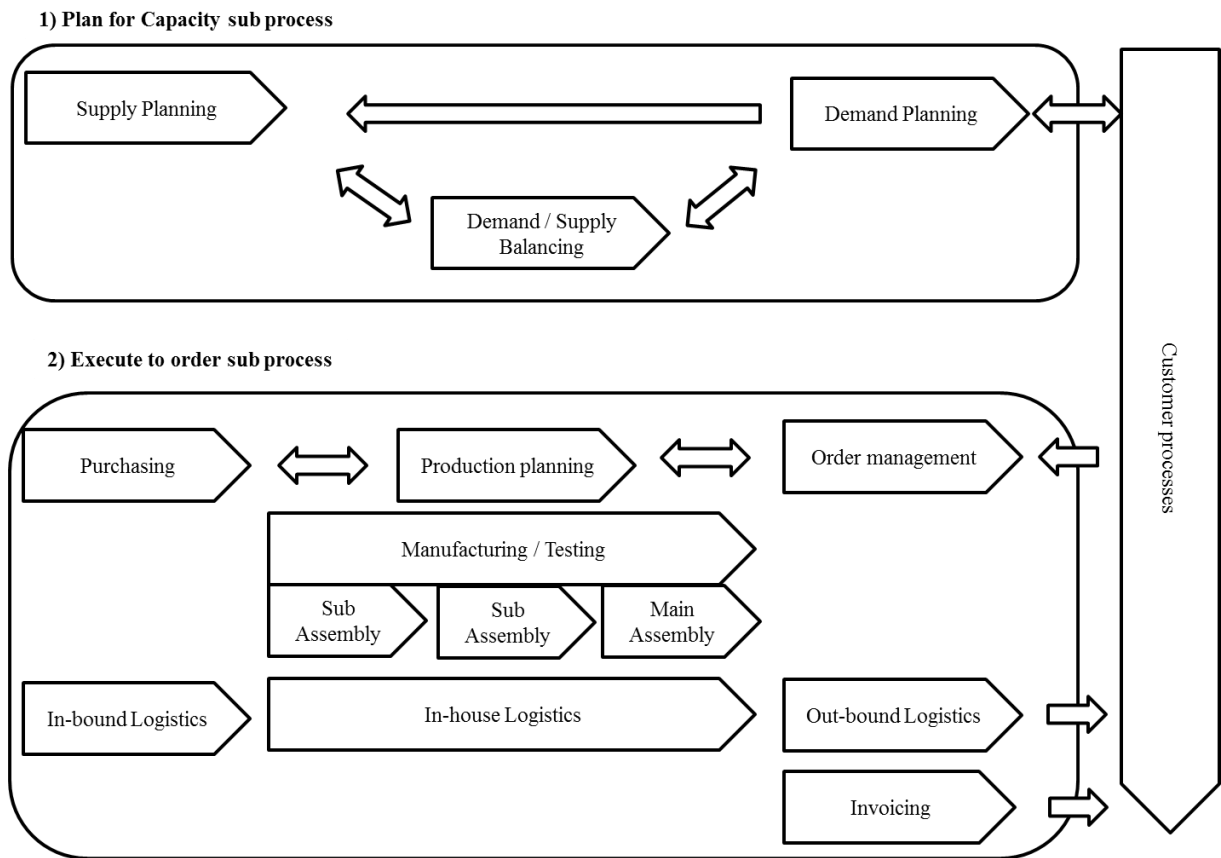 1) Plan for Capacity sub process
Supply Planning
Demand Planning
Demand / Supply
Balancing
2) Execute to order sub process
Purchasing
Production planning
Order management
Manufacturing / Testing
Sub
Assembly
Sub
Assembly
Main
Assembly
In-bound Logistics
In-house Logistics
Out-bound Logistics
Invoicing
Customer processes